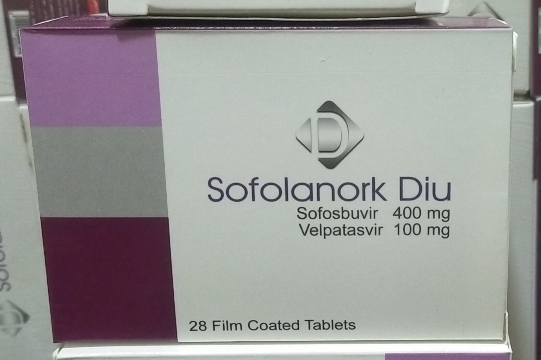 D
Sofolanork Diu
Sofosbuvir 400 mg
Velpatasvir 100 mg
28 Film Coated Tablets